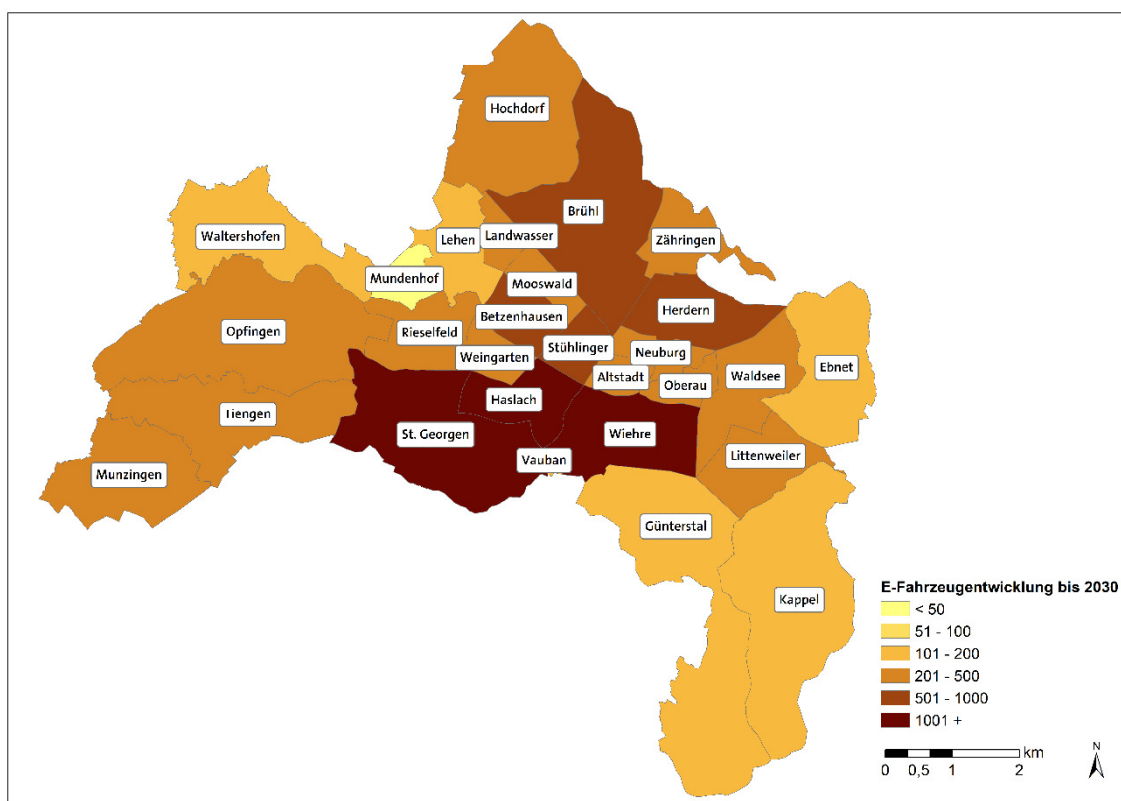 Hochdorf
Brühl
Waltershofen
Lehen
Landwasser
Zähringen
Mundenhof
Mooswald
Betzenhausen
Herdern
Opfingen
Rieselfeld
Stühlinger
Neuburg
Weingarten
Ebnet
Altstadt
Oberau
Waldsee
Haslach
Tiengen
St. Georgen
Wiehre
Vauban
Littenweiler
Munzingen
Günterstal
Kappel
E-Fahrzeugentwicklung bis 2030
< 50
51 - 100
101 - 200
201 - 500
501 - 1000
1001 +
km
0 0,5 1 2
N